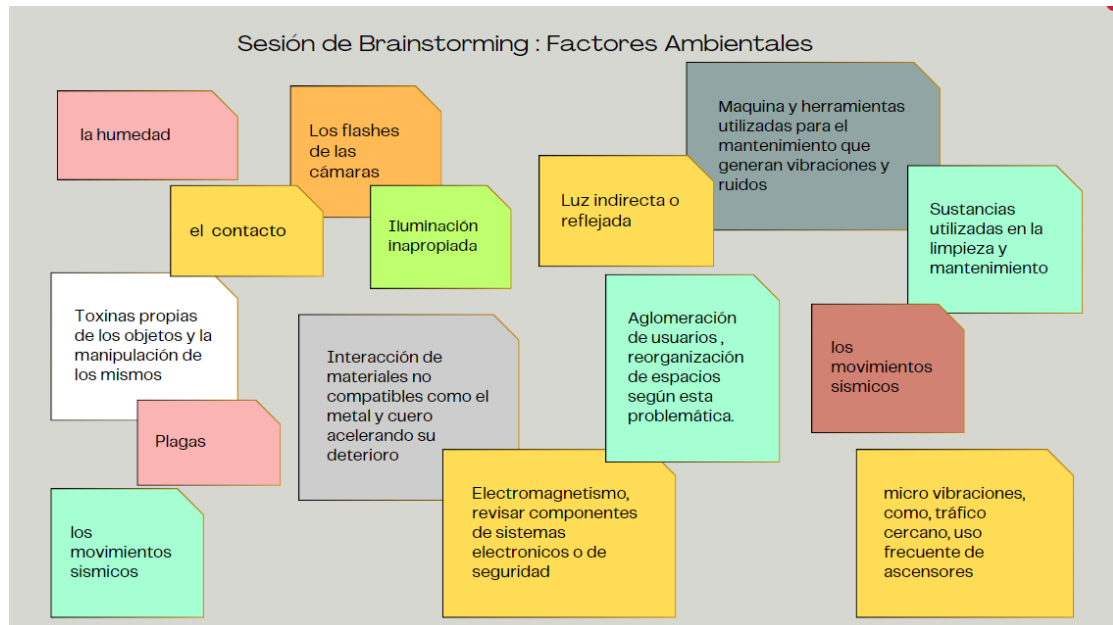 Sesión de Brainstorming : Factores Ambientales
la humedad
Los flashes
de las
cámaras
Maquina y herramientas
utilizadas para el
mantenimiento que
generan vibraciones y
ruidos
el contacto
Iluminación
inapropiada
Luz indirecta o
reflejada
Sustancias
utilizadas en la
limpieza y
mantenimiento
Toxinas propias
de los objetos y la
manipulación de
los mismos
Interacción de
materiales no
compatibles como el
metal y cuero
acelerando su
deterioro
Aglomeración
de usuarios ,
reorganización
de espacios
según esta
problemática.
los
movimientos
sismicos
Plagas
los
movimientos
sismicos
Electromagnetismo,
revisar componentes
de sistemas
electronicos o de
seguridad
micro vibraciones,
como, tráfico
cercano, uso
frecuente de
ascensores